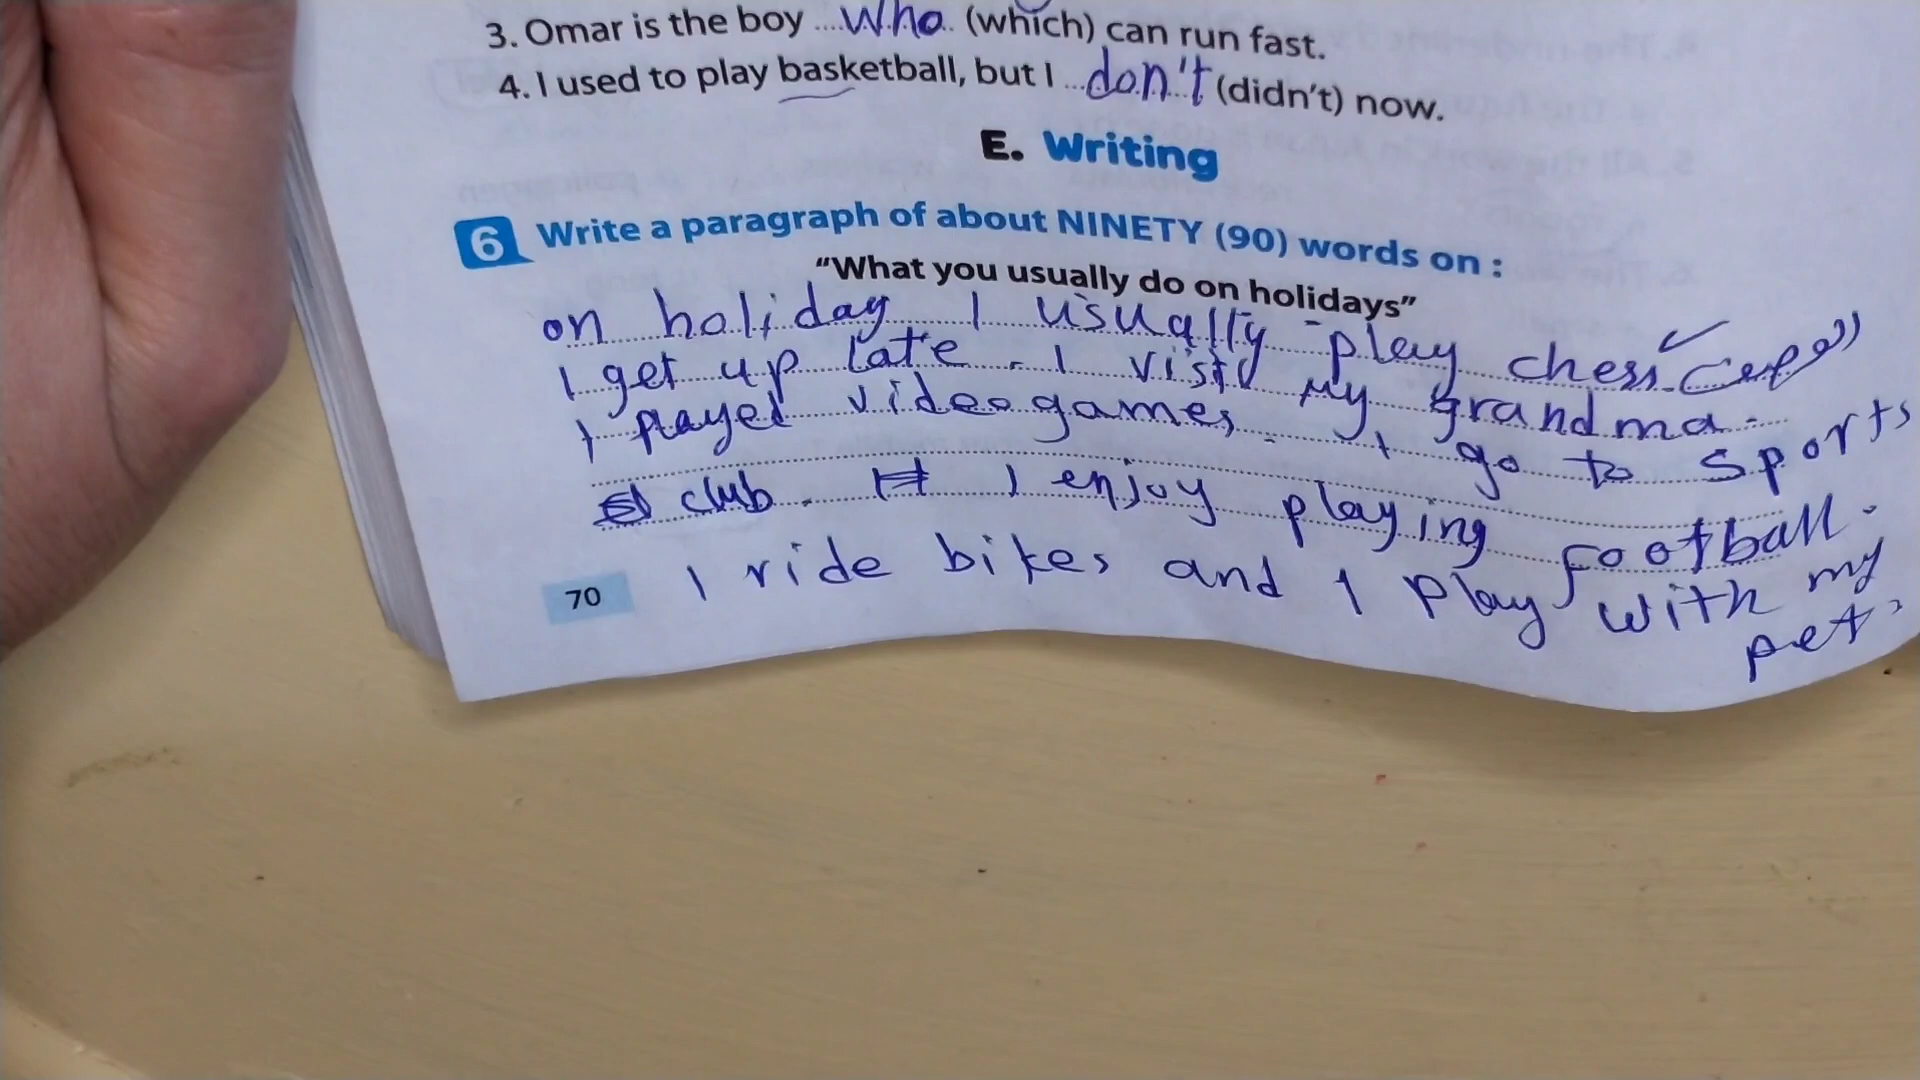 3. Omar is the boy ...Who.. (which) can run fast.
4. I used to play basketball, but I ...don't (didn't) now.
E. Writing
6 Write a paragraph of about NINETY (90) words on :
"What you usually do on holidays"
on holiday I usually play chess.
I get up late. I visit My grandma.
I played videogames. I go to sports
club. I enjoy playing football.
I ride bikes and I play with my
pet.
70